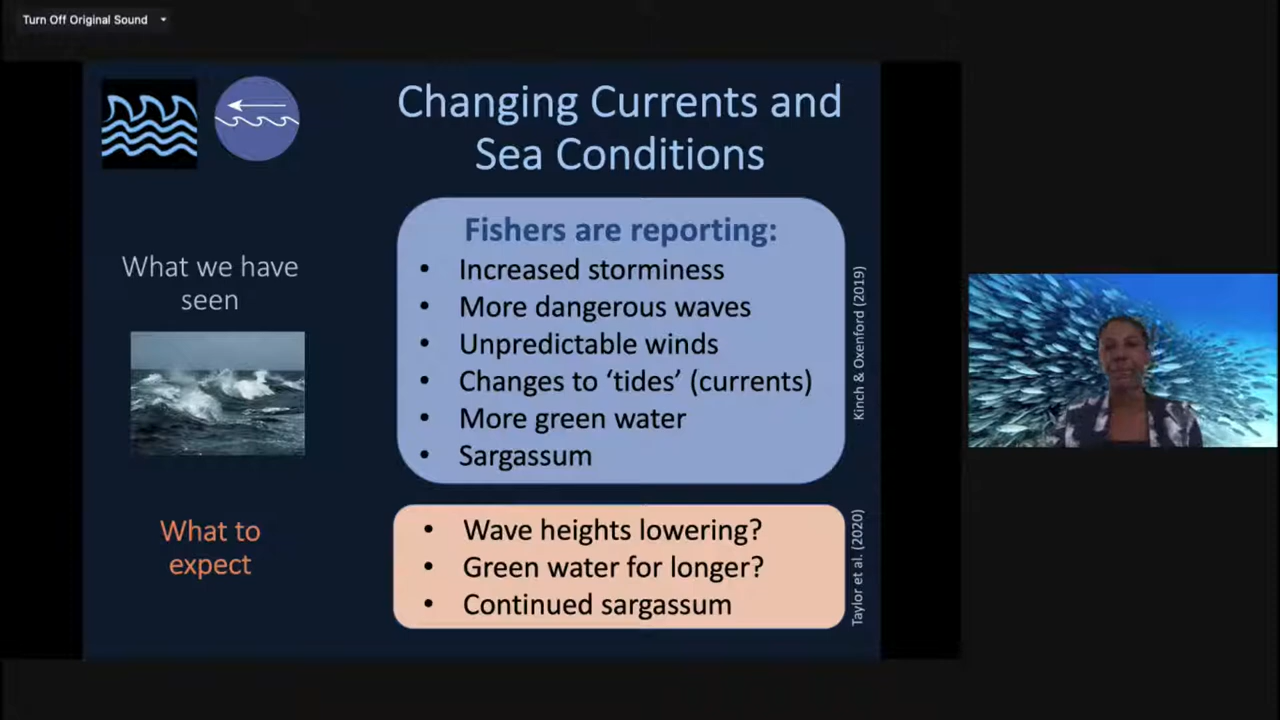 Turn Off Original Sound
Changing Currents and
Sea Conditions
What we have
seen
Fishers are reporting:
• Increased storminess
• More dangerous waves
• Unpredictable winds
• Changes to ‘tides’ (currents)
• More green water
• Sargassum
Kinch & Oxenford (2019)
What to
expect
• Wave heights lowering?
• Green water for longer?
• Continued sargassum
Taylor et al. (2020)